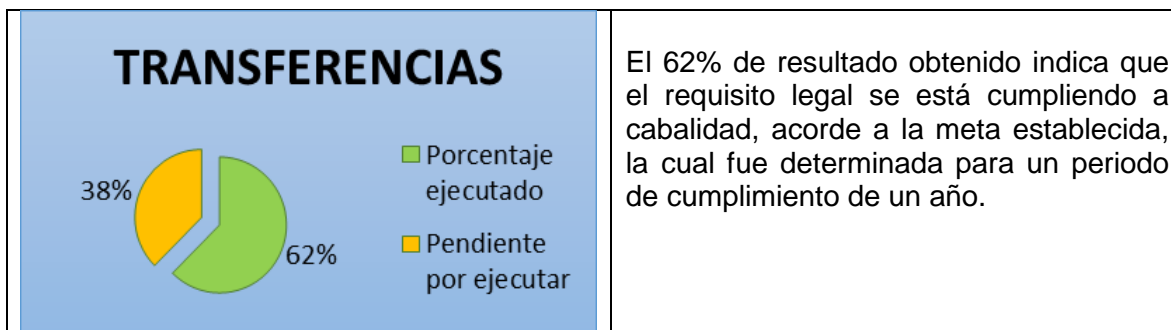 TRANSFERENCIAS
38%
62%
Porcentaje
ejecutado
Pendiente
por ejecutar
El 62% de resultado obtenido indica que
el requisito legal se está cumpliendo a
cabalidad, acorde a la meta establecida,
la cual fue determinada para un periodo
de cumplimiento de un año.